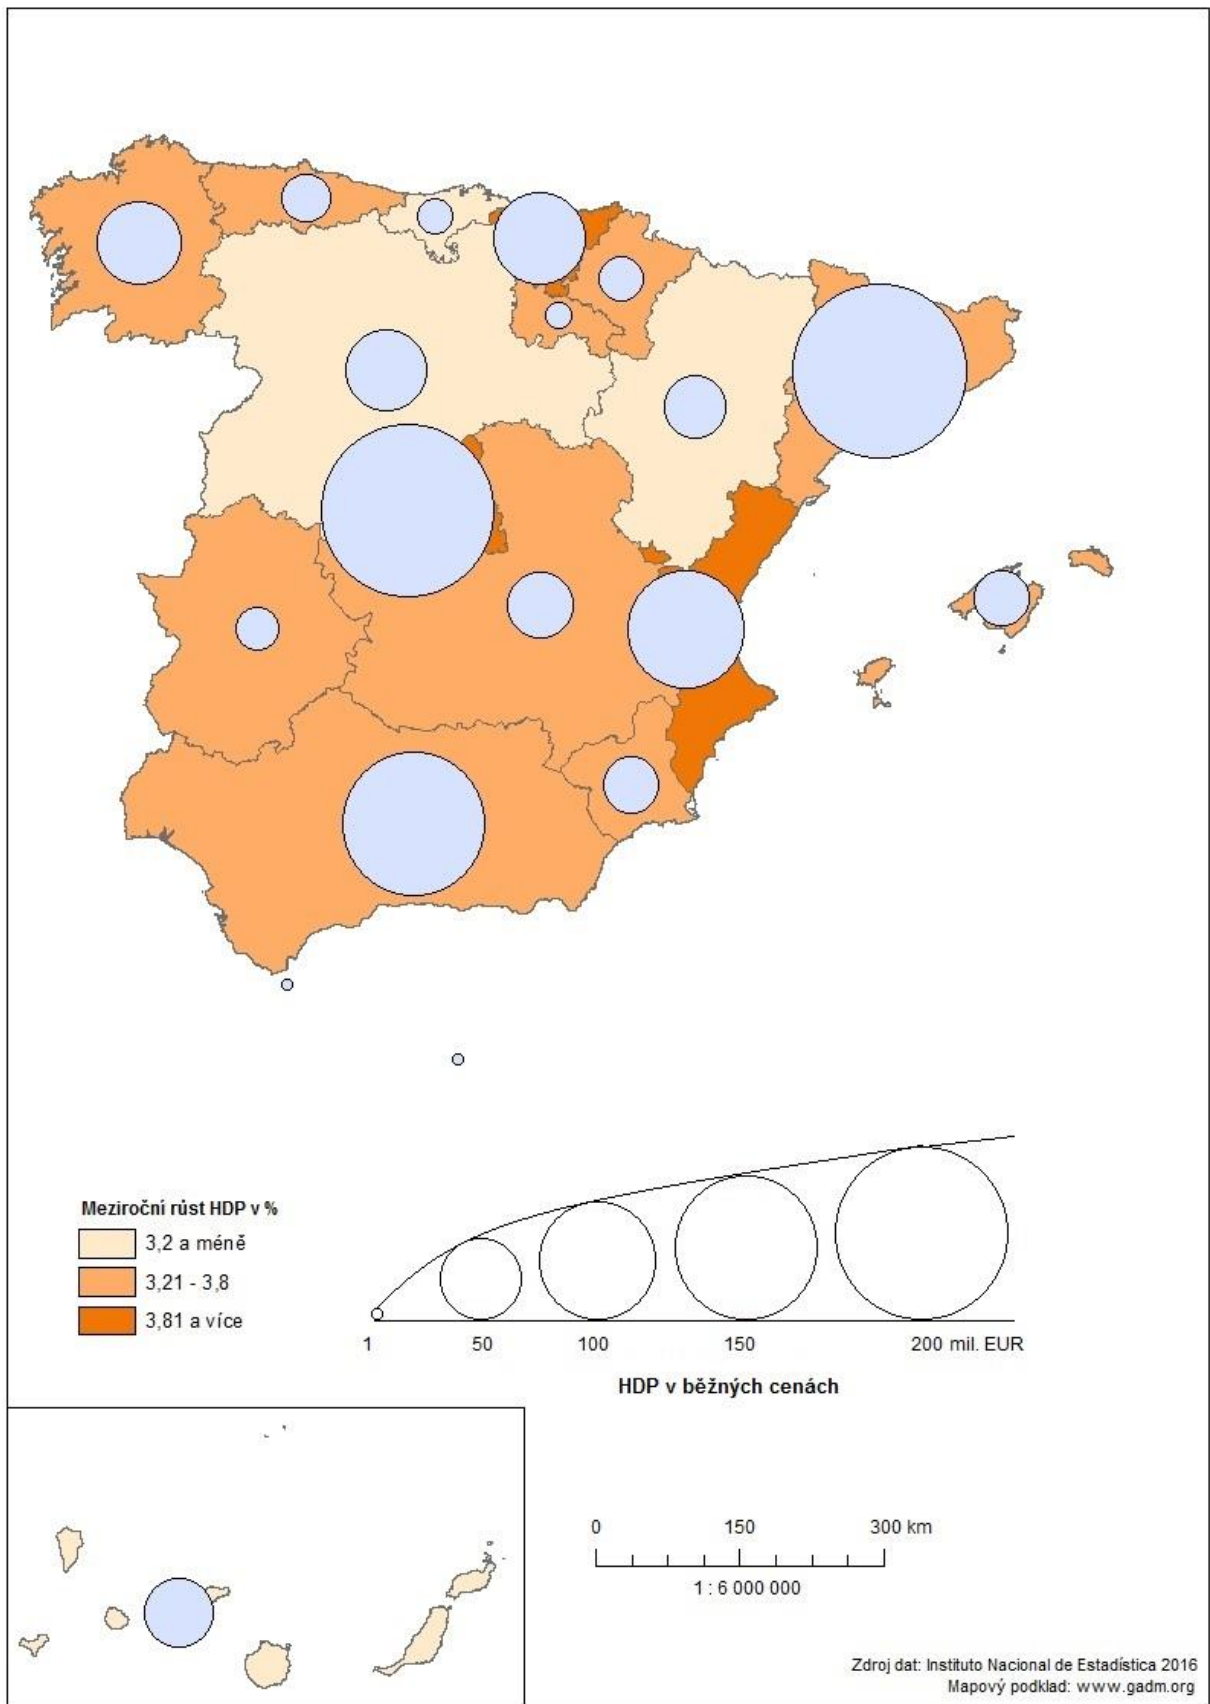 Meziroční růst HDP v %
3,2 a méně
3,21 - 3,8
3,81 a více
1 50 100 150 200 mil. EUR
HDP v běžných cenách
0 150 300 km
1 : 6 000 000
Zdroj dat: Instituto Nacional de Estadística 2016
Mapový podklad: www.gadm.org